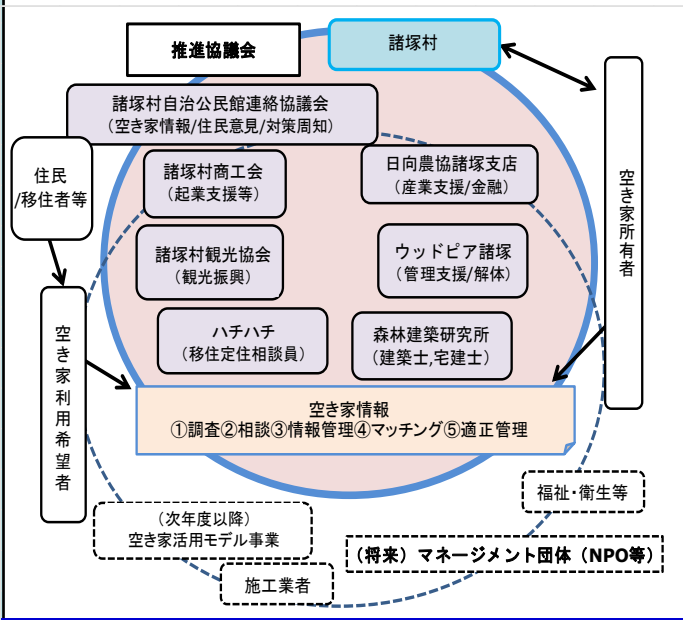 推進協議会
諸塚村
諸塚村自治公民館連絡協議会
(空き家情報/住民意見/対策周知)
住民
/移住者等
諸塚村商工会
(起業支援等)
日向農協諸塚支店
(産業支援/金融)
空き家所有者
諸塚村観光協会
(観光振興)
ウッドピア諸塚
(管理支援/解体)
空き家利用希望者
ハチハチ
(移住定住相談員)
森林建築研究所
(建築士,宅建士)
空き家情報
①調査②相談③情報管理④マッチング⑤適正管理
福祉・衛生等
(次年度以降)
空き家活用モデル事業
(将来)マネージメント団体(NPO等)
施工業者